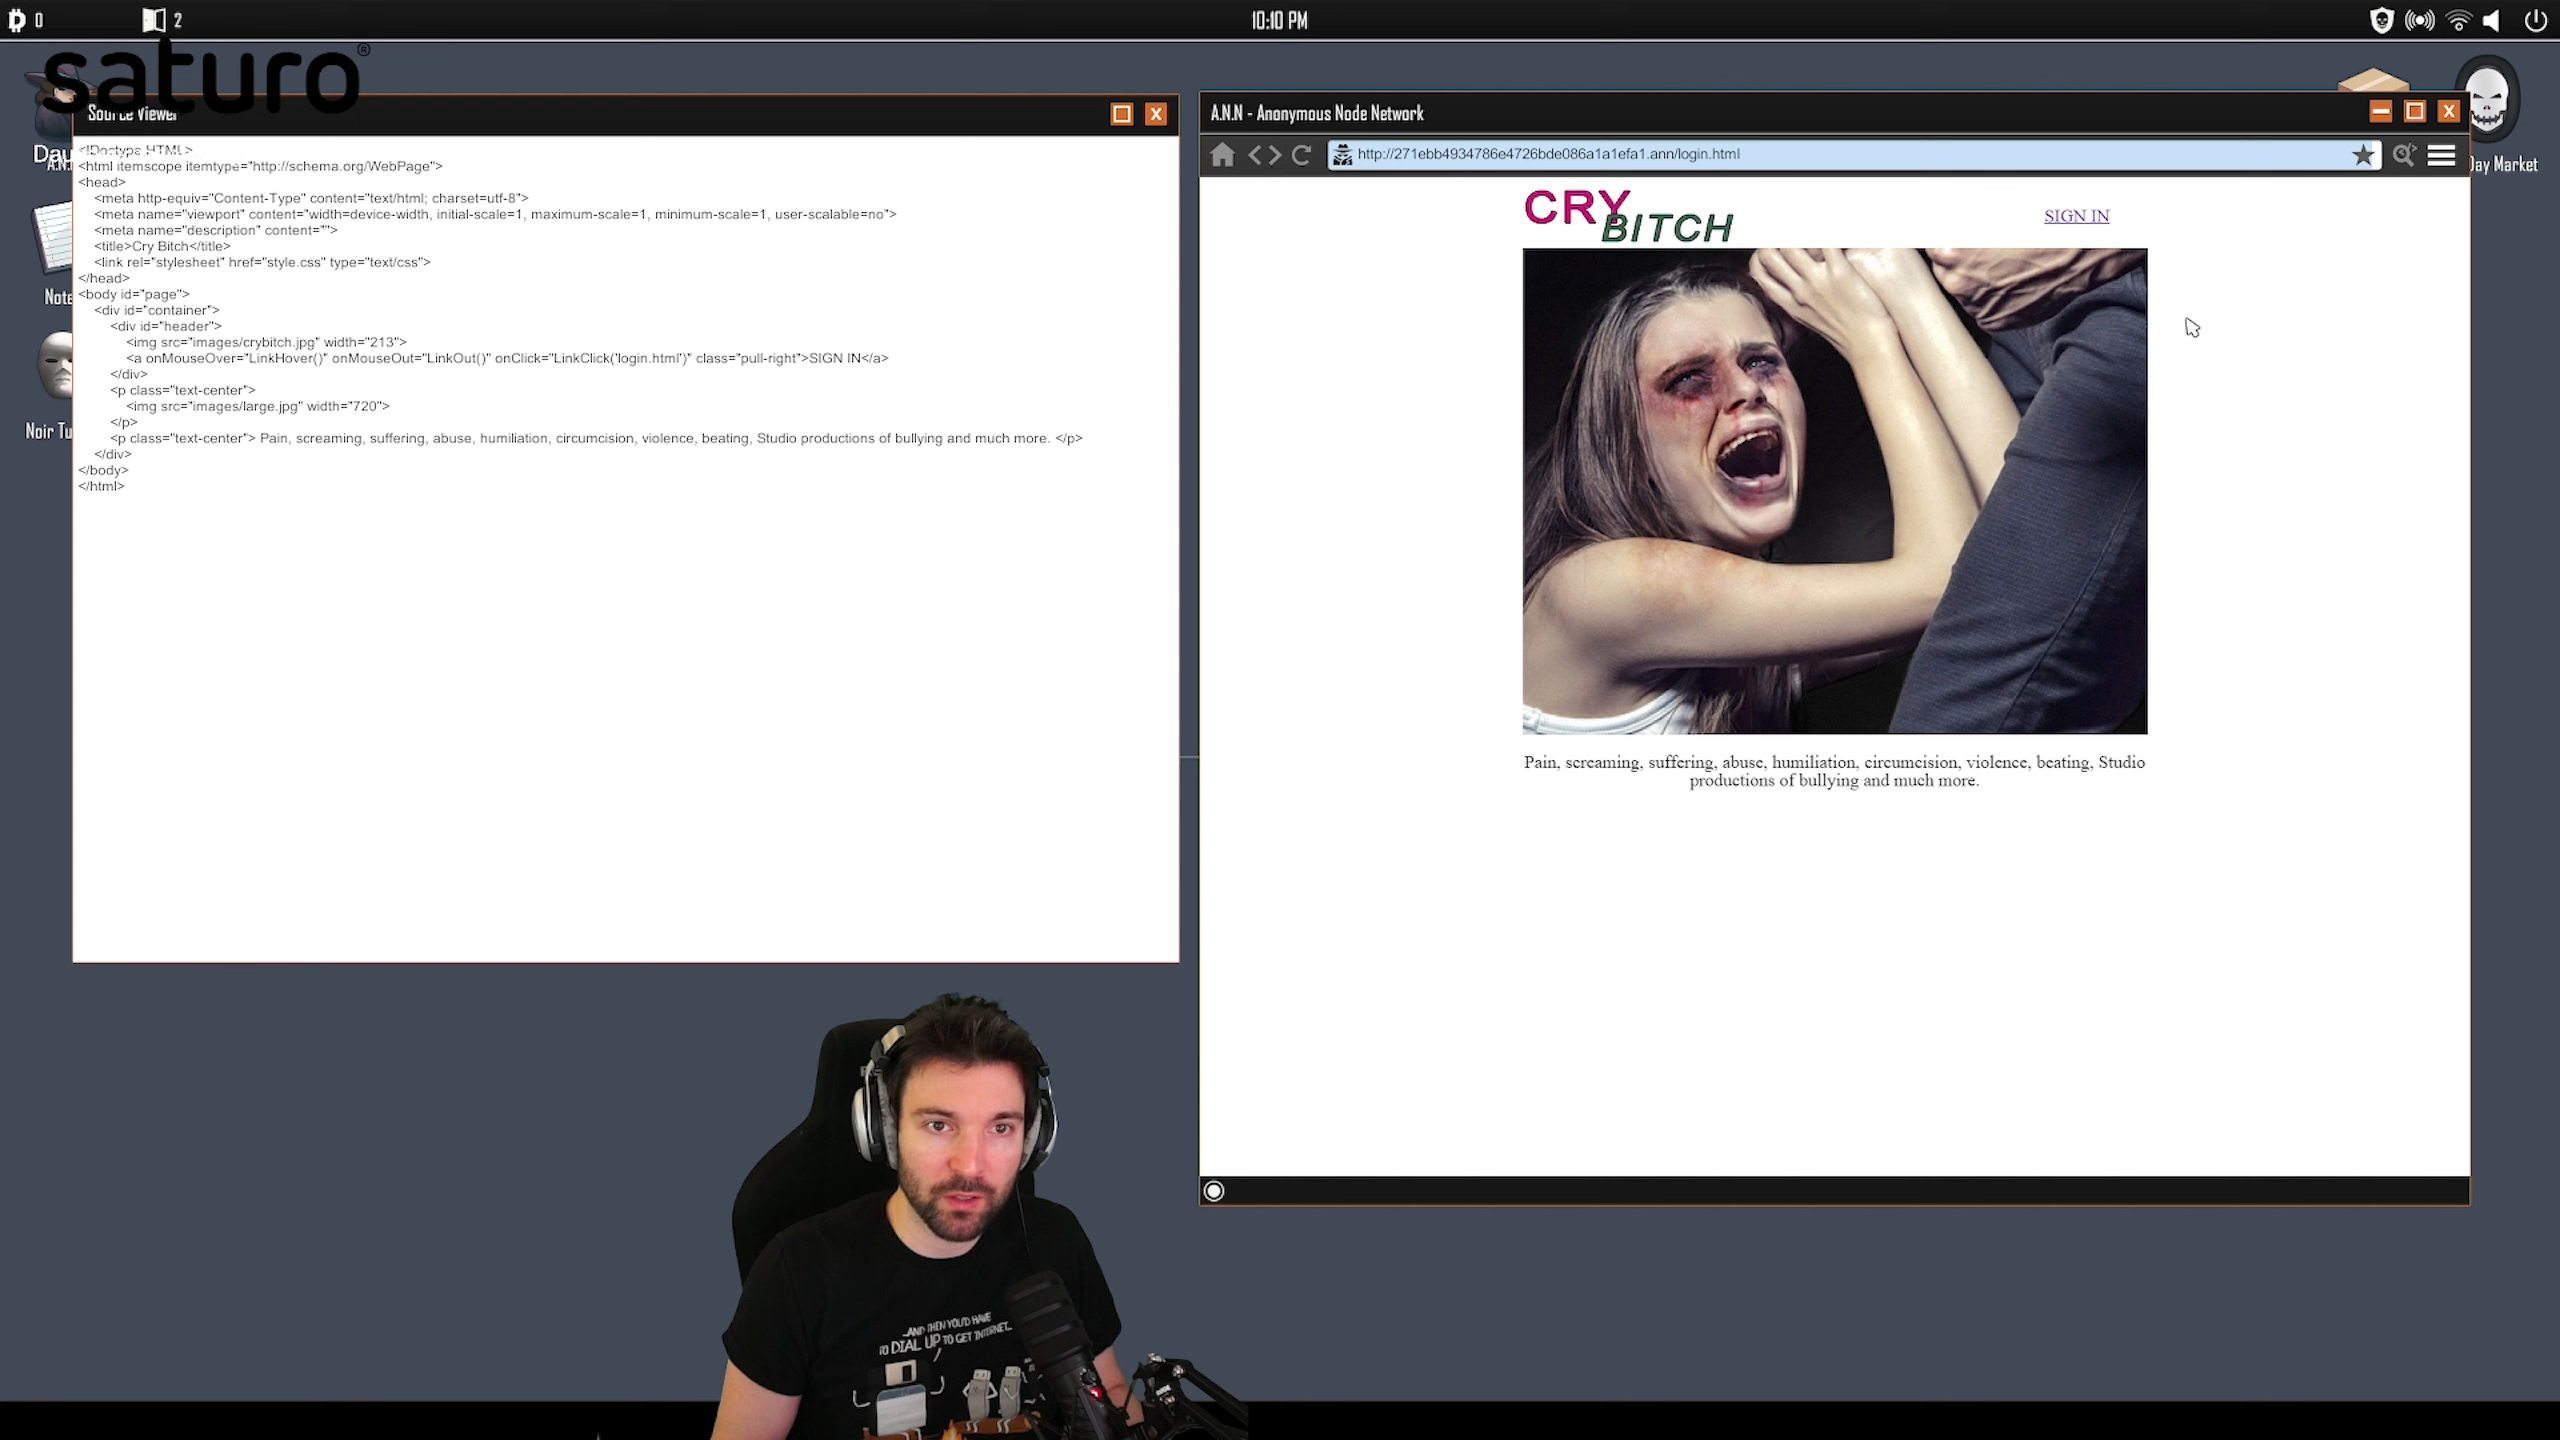 0
2
10:10 PM
saturo®
Source Viewer
Day
A.N.
Note
Noir Tu
<!Doctype HTML>
<html itemscope itemtype="http://schema.org/WebPage">
<head>
<meta http-equiv="Content-Type" content="text/html; charset=utf-8">
<meta name="viewport" content="width=device-width, initial-scale=1, maximum-scale=1, minimum-scale=1, user-scalable=no">
<meta name="description" content="">
<title>Cry Bitch</title>
<link rel="stylesheet" href="style.css" type="text/css">
</head>
<body id="page">
<div id="container">
<div id="header">
<img src="images/crybitch.jpg" width="213">
<a onMouseOver="LinkHover()" onMouseOut="LinkOut()" onClick="LinkClick('login.html')" class="pull-right">SIGN IN</a>
</div>
<p class="text-center">
<img src="images/large.jpg" width="720">
</p>
<p class="text-center"> Pain, screaming, suffering, abuse, humiliation, circumcision, violence, beating, Studio productions of bullying and much more. </p>
</div>
</body>
</html>
A.N.N - Anonymous Node Network
http://271ebb4934786e4726bde086a1a1efa1.ann/login.html
Day Market
CRY
BITCH
SIGN IN
Pain, screaming, suffering, abuse, humiliation, circumcision, violence, beating, Studio
productions of bullying and much more.
...AND THEN YOU'D HAVE
TO DIAL UP TO GET INTERNET...